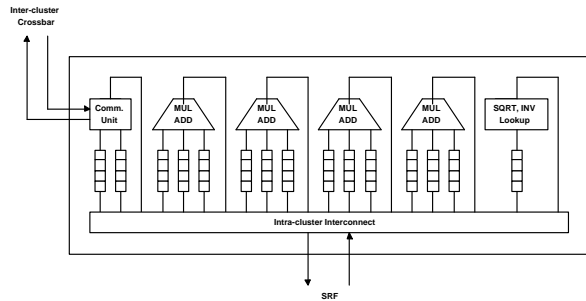 Inter-cluster
Crossbar
Comm.
Unit
MUL
ADD
MUL
ADD
MUL
ADD
MUL
ADD
SQRT, INV
Lookup
Intra-cluster Interconnect
SRF